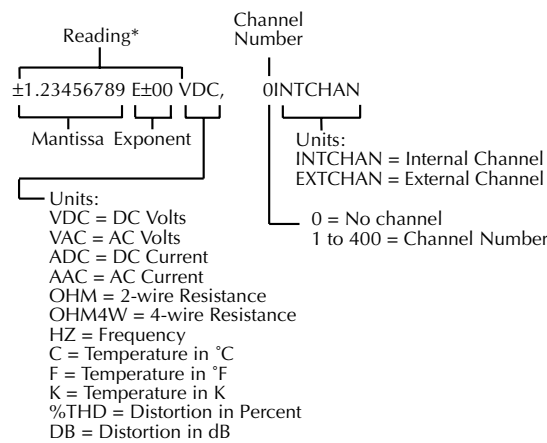 Channel
Number
Reading*
±1.23456789 E±00 VDC, 0INTCHAN
Mantissa Exponent
Units:
INTCHAN = Internal Channel
EXTCHAN = External Channel
0 = No channel
1 to 400 = Channel Number
Units:
VDC = DC Volts
VAC = AC Volts
ADC = DC Current
AAC = AC Current
OHM = 2-wire Resistance
OHM4W = 4-wire Resistance
HZ = Frequency
C = Temperature in ˚C
F = Temperature in ˚F
K = Temperature in K
%THD = Distortion in Percent
DB = Distortion in dB